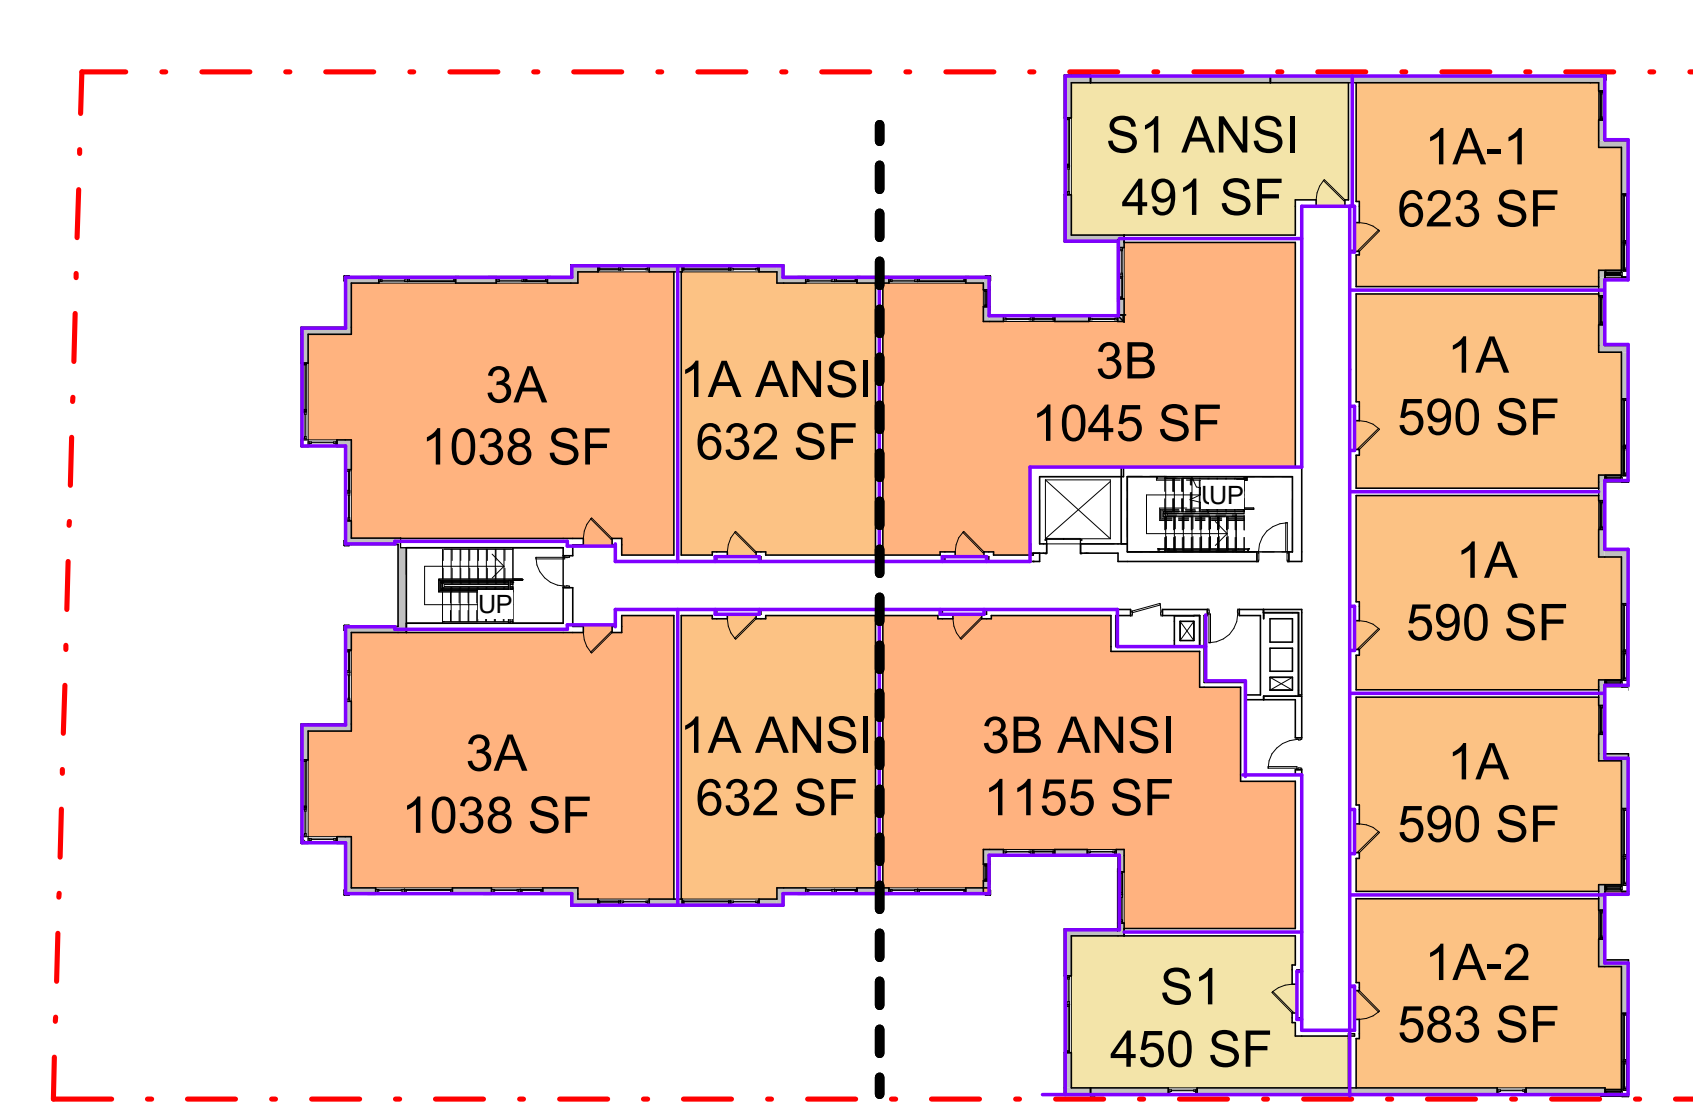 S1 ANSI
491 SF
1A-1
623 SF
3A
1038 SF
1A ANSI
632 SF
3B
1045 SF
1A
590 SF
UP
1A
590 SF
UP
3A
1038 SF
1A ANSI
632 SF
3B ANSI
1155 SF
1A
590 SF
S1
450 SF
1A-2
583 SF